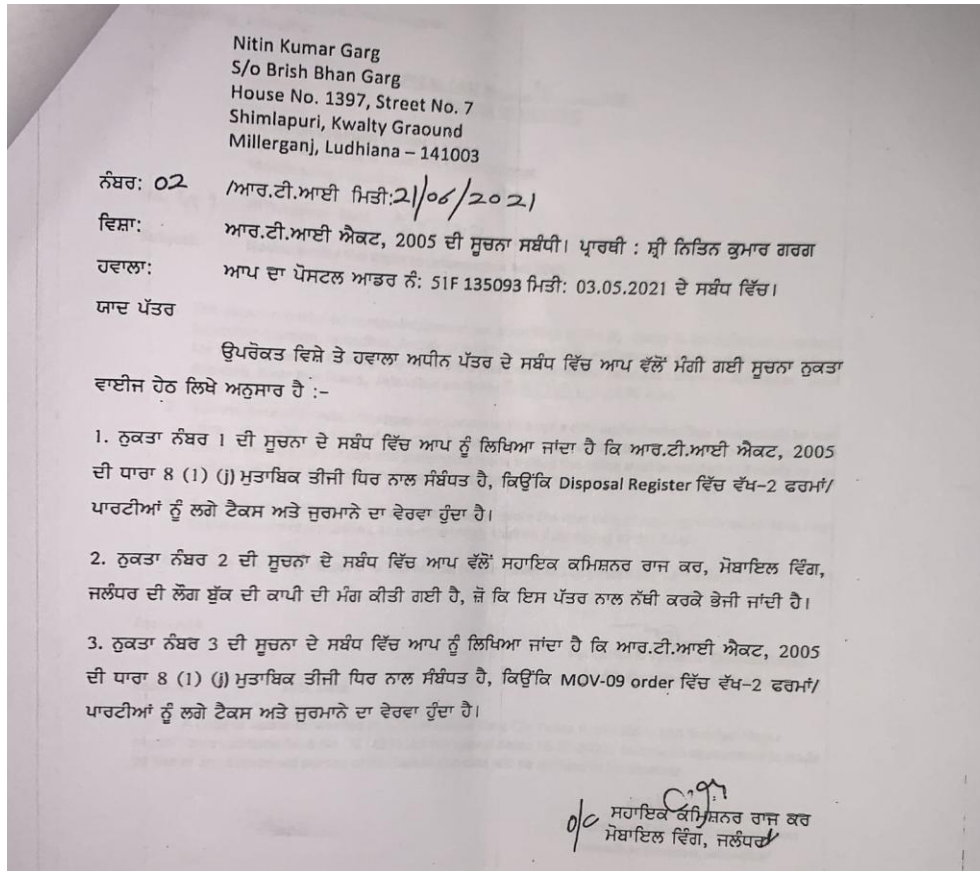 Nitin Kumar Garg
S/o Brish Bhan Garg
House No. 1397, Street No. 7
Shimlapuri, Kwalty Graound
Millerganj, Ludhiana – 141003
ਨੰਬਰ: 02 /ਆਰ.ਟੀ.ਆਈ ਮਿਤੀ:21/06/2021
ਵਿਸ਼ਾ: ਆਰ.ਟੀ.ਆਈ ਐਕਟ, 2005 ਦੀ ਸੂਚਨਾ ਸਬੰਧੀ। ਪ੍ਰਾਰਥੀ : ਸ਼੍ਰੀ ਨਿਤਿਨ ਕੁਮਾਰ ਗਰਗ
ਹਵਾਲਾ: ਆਪ ਦਾ ਪੋਸਟਲ ਆਡਰ ਨੰ: 51F 135093 ਮਿਤੀ: 03.05.2021 ਦੇ ਸਬੰਧ ਵਿੱਚ।
ਯਾਦ ਪੱਤਰ
ਉਪਰੋਕਤ ਵਿਸ਼ੇ ਤੇ ਹਵਾਲਾ ਅਧੀਨ ਪੱਤਰ ਦੇ ਸਬੰਧ ਵਿੱਚ ਆਪ ਵੱਲੋਂ ਮੰਗੀ ਗਈ ਸੂਚਨਾ ਨੁਕਤਾ
ਵਾਈਜ ਹੇਠ ਲਿਖੇ ਅਨੁਸਾਰ ਹੈ :–
1. ਨੁਕਤਾ ਨੰਬਰ 1 ਦੀ ਸੂਚਨਾ ਦੇ ਸਬੰਧ ਵਿੱਚ ਆਪ ਨੂੰ ਲਿਖਿਆ ਜਾਂਦਾ ਹੈ ਕਿ ਆਰ.ਟੀ.ਆਈ ਐਕਟ, 2005
ਦੀ ਧਾਰਾ 8 (1) (j) ਮੁਤਾਬਿਕ ਤੀਜੀ ਧਿਰ ਨਾਲ ਸੰਬੰਧਤ ਹੈ, ਕਿਉਂਕਿ Disposal Register ਵਿੱਚ ਵੱਖ–2 ਫਰਮਾਂ/
ਪਾਰਟੀਆਂ ਨੂੰ ਲਗੇ ਟੈਕਸ ਅਤੇ ਜੁਰਮਾਨੇ ਦਾ ਵੇਰਵਾ ਹੁੰਦਾ ਹੈ।
2. ਨੁਕਤਾ ਨੰਬਰ 2 ਦੀ ਸੂਚਨਾ ਦੇ ਸਬੰਧ ਵਿੱਚ ਆਪ ਵੱਲੋਂ ਸਹਾਇਕ ਕਮਿਸ਼ਨਰ ਰਾਜ ਕਰ, ਮੋਬਾਇਲ ਵਿੰਗ,
ਜਲੰਧਰ ਦੀ ਲੌਗ ਬੁੱਕ ਦੀ ਕਾਪੀ ਦੀ ਮੰਗ ਕੀਤੀ ਗਈ ਹੈ, ਜੋ ਕਿ ਇਸ ਪੱਤਰ ਨਾਲ ਨੱਥੀ ਕਰਕੇ ਭੇਜੀ ਜਾਂਦੀ ਹੈ।
3. ਨੁਕਤਾ ਨੰਬਰ 3 ਦੀ ਸੂਚਨਾ ਦੇ ਸਬੰਧ ਵਿੱਚ ਆਪ ਨੂੰ ਲਿਖਿਆ ਜਾਂਦਾ ਹੈ ਕਿ ਆਰ.ਟੀ.ਆਈ ਐਕਟ, 2005
ਦੀ ਧਾਰਾ 8 (1) (j) ਮੁਤਾਬਿਕ ਤੀਜੀ ਧਿਰ ਨਾਲ ਸੰਬੰਧਤ ਹੈ, ਕਿਉਂਕਿ MOV-09 order ਵਿੱਚ ਵੱਖ–2 ਫਰਮਾਂ/
ਪਾਰਟੀਆਂ ਨੂੰ ਲਗੇ ਟੈਕਸ ਅਤੇ ਜੁਰਮਾਨੇ ਦਾ ਵੇਰਵਾ ਹੁੰਦਾ ਹੈ।
o/c ਸਹਾਇਕ ਕਮਿਸ਼ਨਰ ਰਾਜ ਕਰ
ਮੋਬਾਇਲ ਵਿੰਗ, ਜਲੰਧਰ